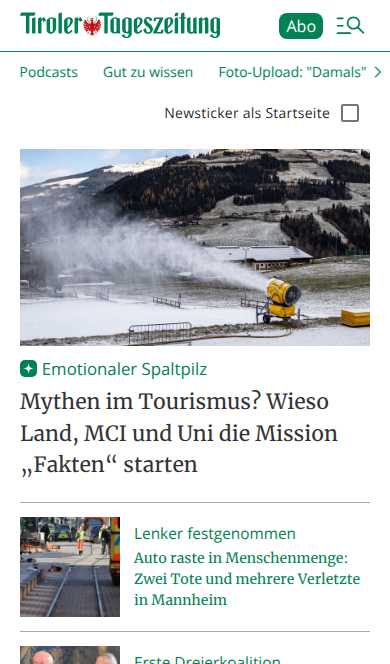 Tiroler Tageszeitung
Abo
Podcasts Gut zu wissen Foto-Upload: "Damals"
Newsticker als Startseite
Emotionaler Spaltpilz
Mythen im Tourismus? Wieso
Land, MCI und Uni die Mission
„Fakten“ starten
Lenker festgenommen
Auto raste in Menschenmenge:
Zwei Tote und mehrere Verletzte
in Mannheim
Erste Dreierkoalition